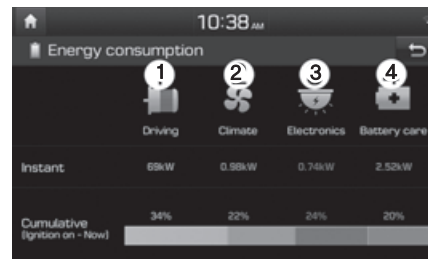 10:38 AM
Energy consumption
1 2 3 4
Driving Climate Electronics Battery care
Instant 69kW 0.98kW 0.74kW 2.52kW
34% 22% 24% 20%
Cumulative
(Ignition on - Now)